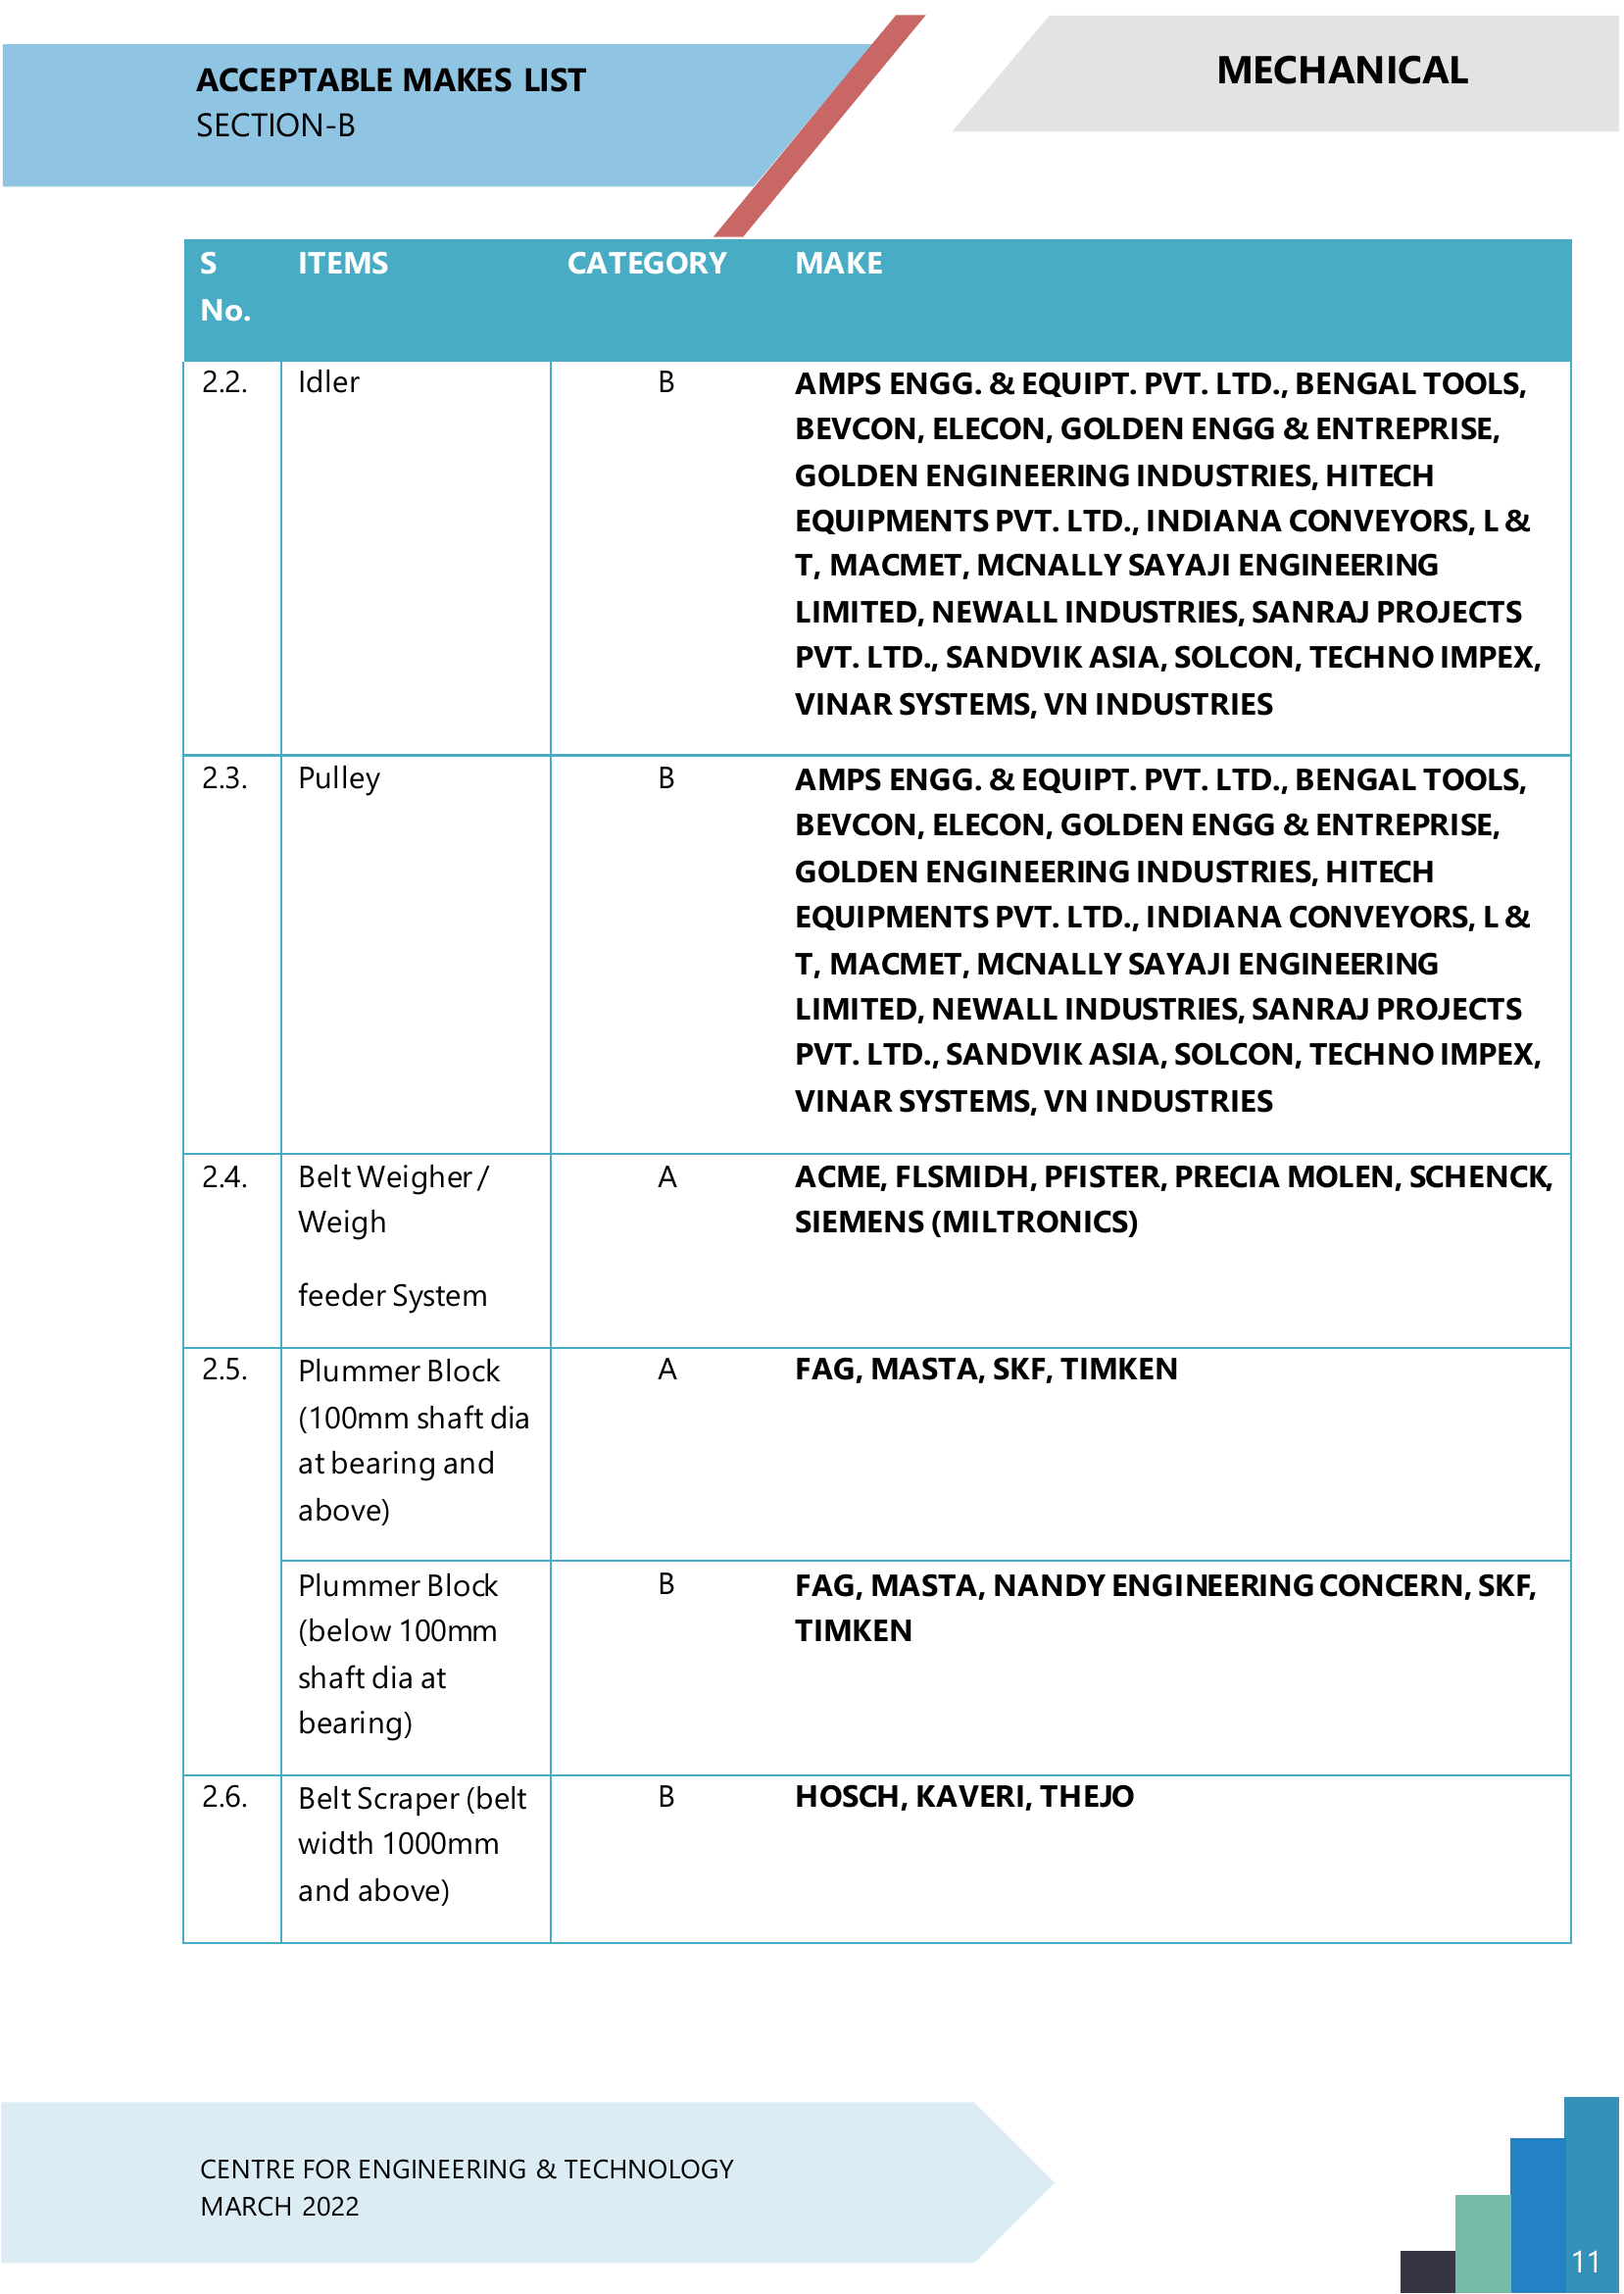 ACCEPTABLE MAKES LIST
SECTION-B
MECHANICAL
S No. ITEMS CATEGORY MAKE
2.2. Idler B AMPS ENGG. & EQUIPT. PVT. LTD., BENGAL TOOLS,
BEVCON, ELECON, GOLDEN ENGG & ENTREPRISE,
GOLDEN ENGINEERING INDUSTRIES, HITECH
EQUIPMENTS PVT. LTD., INDIANA CONVEYORS, L &
T, MACMET, MCNALLY SAYAJI ENGINEERING
LIMITED, NEWALL INDUSTRIES, SANRAJ PROJECTS
PVT. LTD., SANDVIK ASIA, SOLCON, TECHNO IMPEX,
VINAR SYSTEMS, VN INDUSTRIES
2.3. Pulley B AMPS ENGG. & EQUIPT. PVT. LTD., BENGAL TOOLS,
BEVCON, ELECON, GOLDEN ENGG & ENTREPRISE,
GOLDEN ENGINEERING INDUSTRIES, HITECH
EQUIPMENTS PVT. LTD., INDIANA CONVEYORS, L &
T, MACMET, MCNALLY SAYAJI ENGINEERING
LIMITED, NEWALL INDUSTRIES, SANRAJ PROJECTS
PVT. LTD., SANDVIK ASIA, SOLCON, TECHNO IMPEX,
VINAR SYSTEMS, VN INDUSTRIES
2.4. Belt Weigher / A ACME, FLSMIDH, PFISTER, PRECIA MOLEN, SCHENCK,
Weigh SIEMENS (MILTRONICS)
feeder System
2.5. Plummer Block A FAG, MASTA, SKF, TIMKEN
(100mm shaft dia
at bearing and
above)
Plummer Block B FAG, MASTA, NANDY ENGINEERING CONCERN, SKF,
(below 100mm TIMKEN
shaft dia at
bearing)
2.6. Belt Scraper (belt B HOSCH, KAVERI, THEJO
width 1000mm
and above)
CENTRE FOR ENGINEERING & TECHNOLOGY
MARCH 2022
11